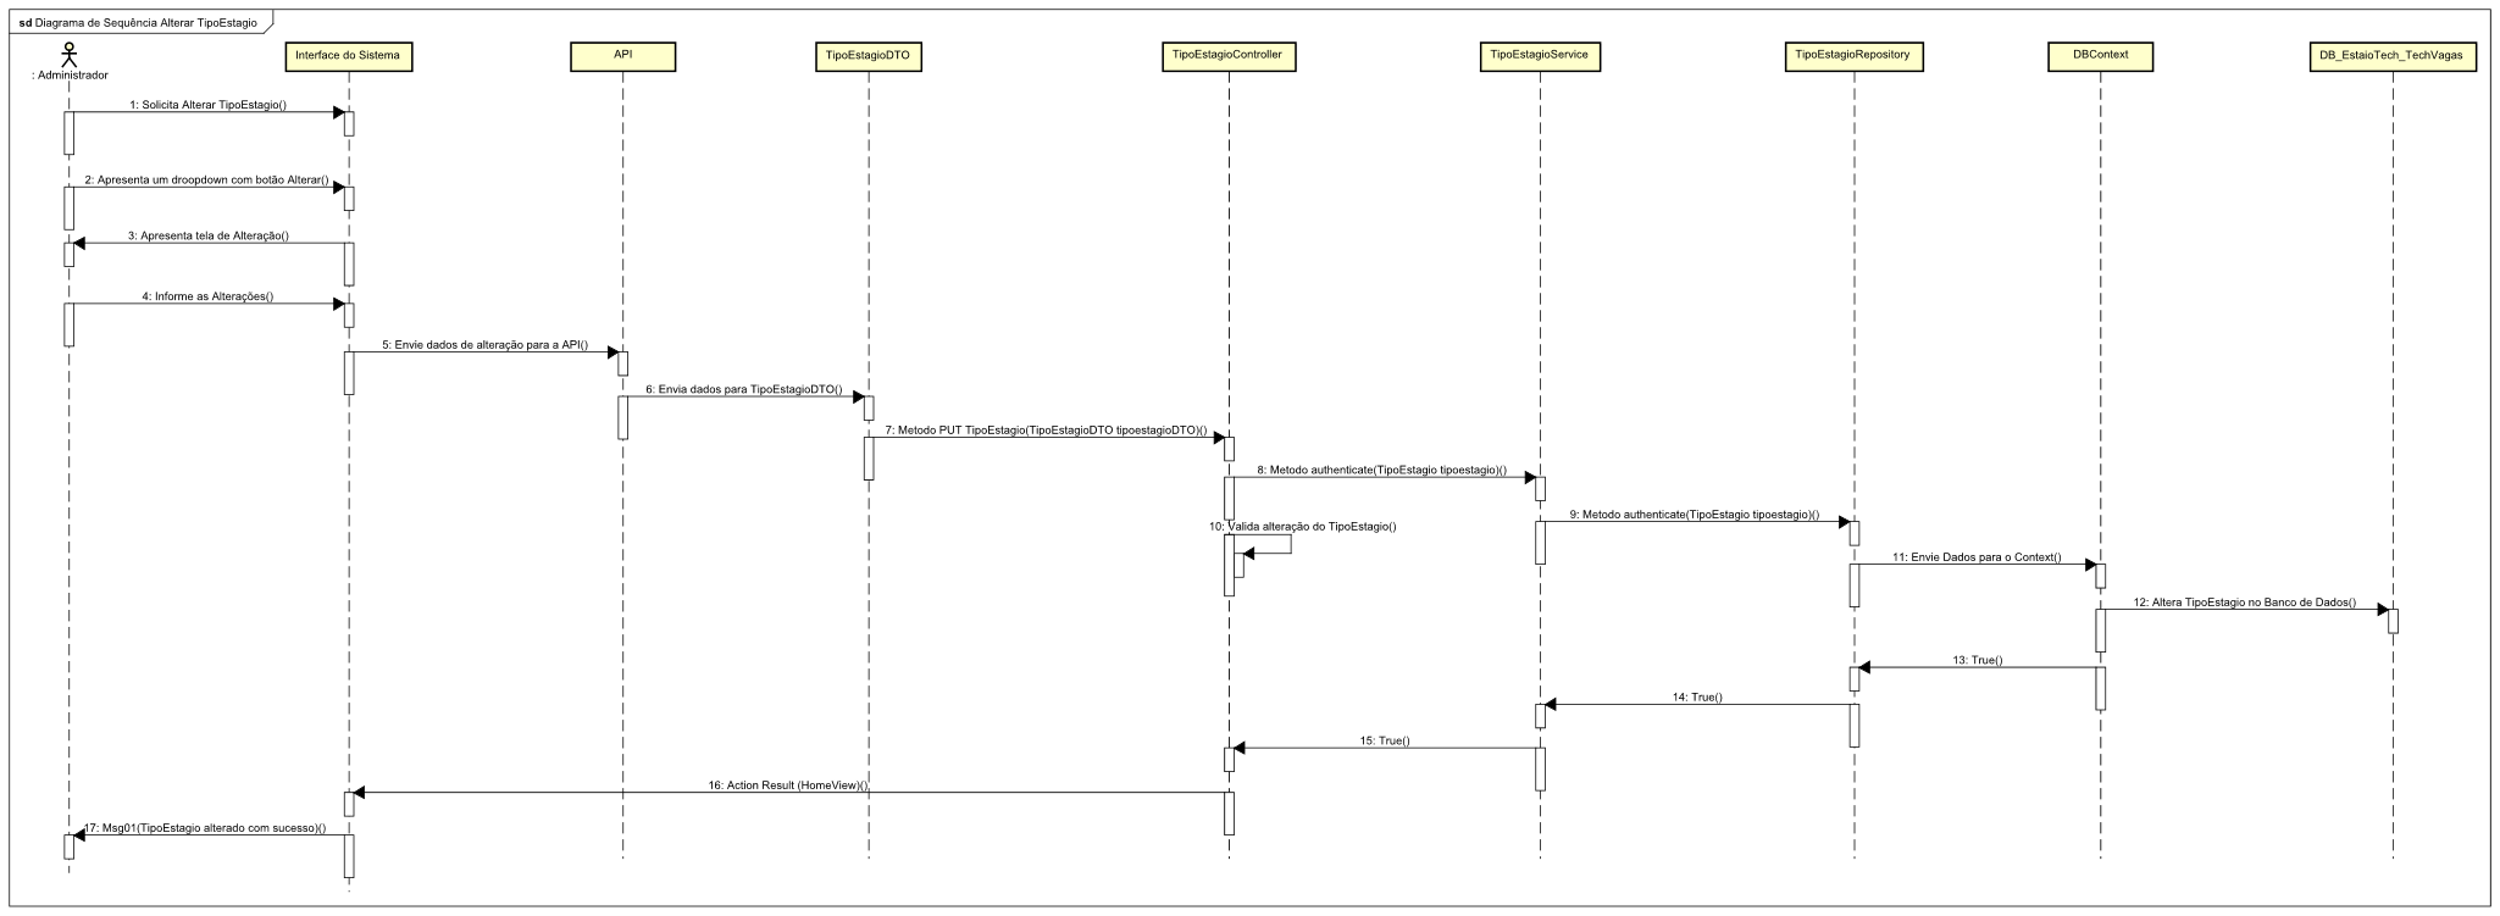 sd Diagrama de Sequência Alterar TipoEstagio
: Administrador
Interface do Sistema
API
TipoEstagioDTO
TipoEstagioController
TipoEstagioService
TipoEstagioRepository
DBContext
DB_EstaioTech_TechVagas
1: Solicita Alterar TipoEstagio()
2: Apresenta um droopdown com botão Alterar()
3: Apresenta tela de Alteração()
4: Informe as Alterações()
5: Envie dados de alteração para a API()
6: Envia dados para TipoEstagioDTO()
7: Metodo PUT TipoEstagio(TipoEstagioDTO tipoestagioDTO)()
8: Metodo authenticate(TipoEstagio tipoestagio)()
9: Metodo authenticate(TipoEstagio tipoestagio)()
10: Valida alteração do TipoEstagio()
11: Envie Dados para o Context()
12: Altera TipoEstagio no Banco de Dados()
13: True()
14: True()
15: True()
16: Action Result (HomeView)()
17: Msg01(TipoEstagio alterado com sucesso)()